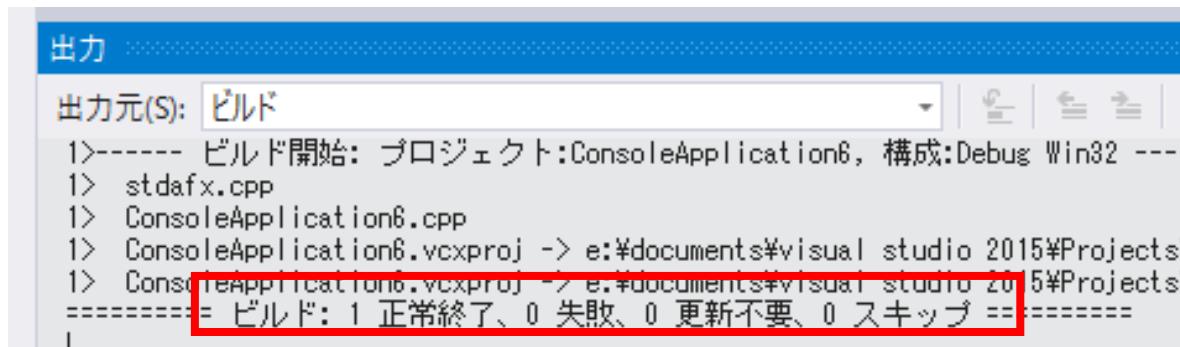 出力
出力元(S): ビルド
1>------ ビルド開始: プロジェクト:ConsoleApplication6, 構成:Debug Win32 ---
1>  stdafx.cpp
1>  ConsoleApplication6.cpp
1>  ConsoleApplication6.vcxproj -> e:¥documents¥visual studio 2015¥Projects
1>  ConsoleApplication6.vcxproj -> e:¥documents¥visual studio 2015¥Projects
========== ビルド: 1 正常終了、0 失敗、0 更新不要、0 スキップ ==========